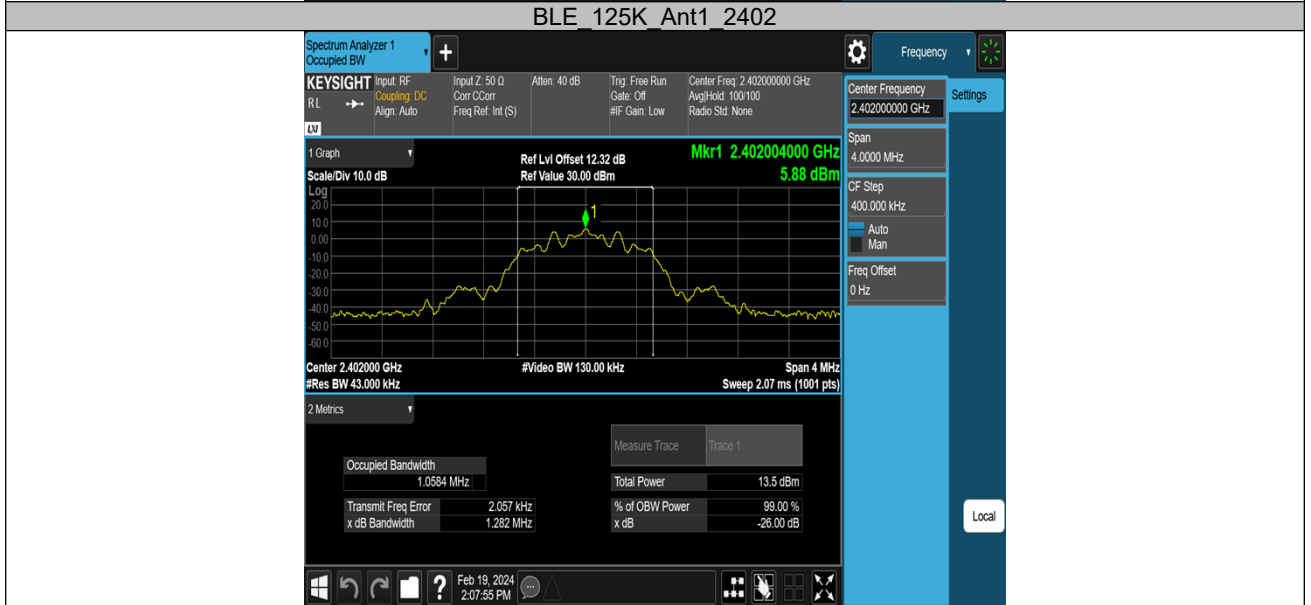 BLE_125K_Ant1_2402
Spectrum Analyzer 1
Occupied BW
+
Frequency
KEYSIGHT Input: RF Input Z: 50 Ω Atten: 40 dB Trig: Free Run Center Freq: 2.402000000 GHz
RL Coupling: DC Corr CCorr Gate: Off Avg|Hold: 100/100
Align: Auto Freq Ref: Int (S) #IF Gain: Low Radio Std: None
LXI
Center Frequency
2.402000000 GHz
Settings
Span
4.0000 MHz
CF Step
400.000 kHz
Auto
Man
Freq Offset
0 Hz
Local
1 Graph
Ref Lvl Offset 12.32 dB Mkr1 2.402004000 GHz
Scale/Div 10.0 dB Ref Value 30.00 dBm 5.88 dBm
Log
20.0
1
10.0
0.00
-10.0
-20.0
-30.0
-40.0
-50.0
-60.0
Center 2.402000 GHz #Video BW 130.00 kHz Span 4 MHz
#Res BW 43.000 kHz Sweep 2.07 ms (1001 pts)
2 Metrics
Measure Trace Trace 1
Occupied Bandwidth
1.0584 MHz Total Power 13.5 dBm
Transmit Freq Error 2.057 kHz % of OBW Power 99.00 %
x dB Bandwidth 1.282 MHz x dB -26.00 dB
? Feb 19, 2024
2:07:55 PM